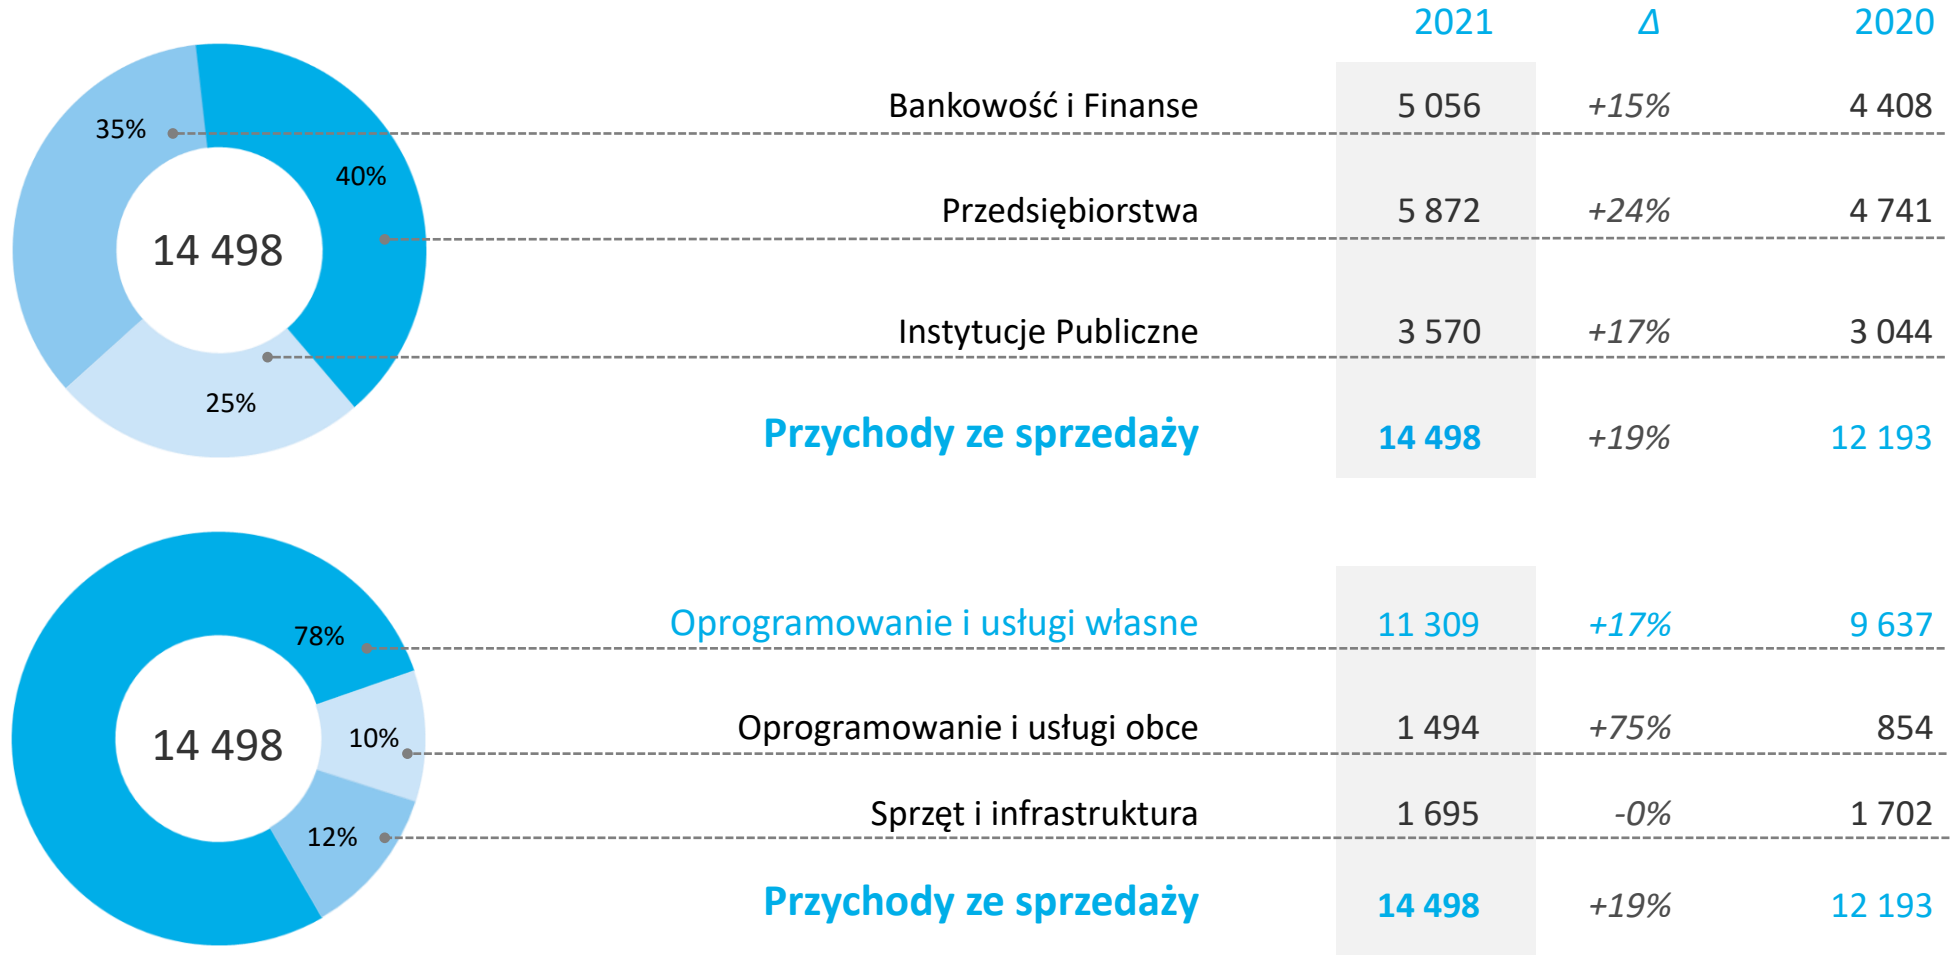 2021 Δ 2020
35%
40%
14 498
25%
Bankowość i Finanse 5 056 +15% 4 408
Przedsiębiorstwa 5 872 +24% 4 741
Instytucje Publiczne 3 570 +17% 3 044
Przychody ze sprzedaży 14 498 +19% 12 193
78%
14 498
10%
12%
Oprogramowanie i usługi własne 11 309 +17% 9 637
Oprogramowanie i usługi obce 1 494 +75% 854
Sprzęt i infrastruktura 1 695 -0% 1 702
Przychody ze sprzedaży 14 498 +19% 12 193